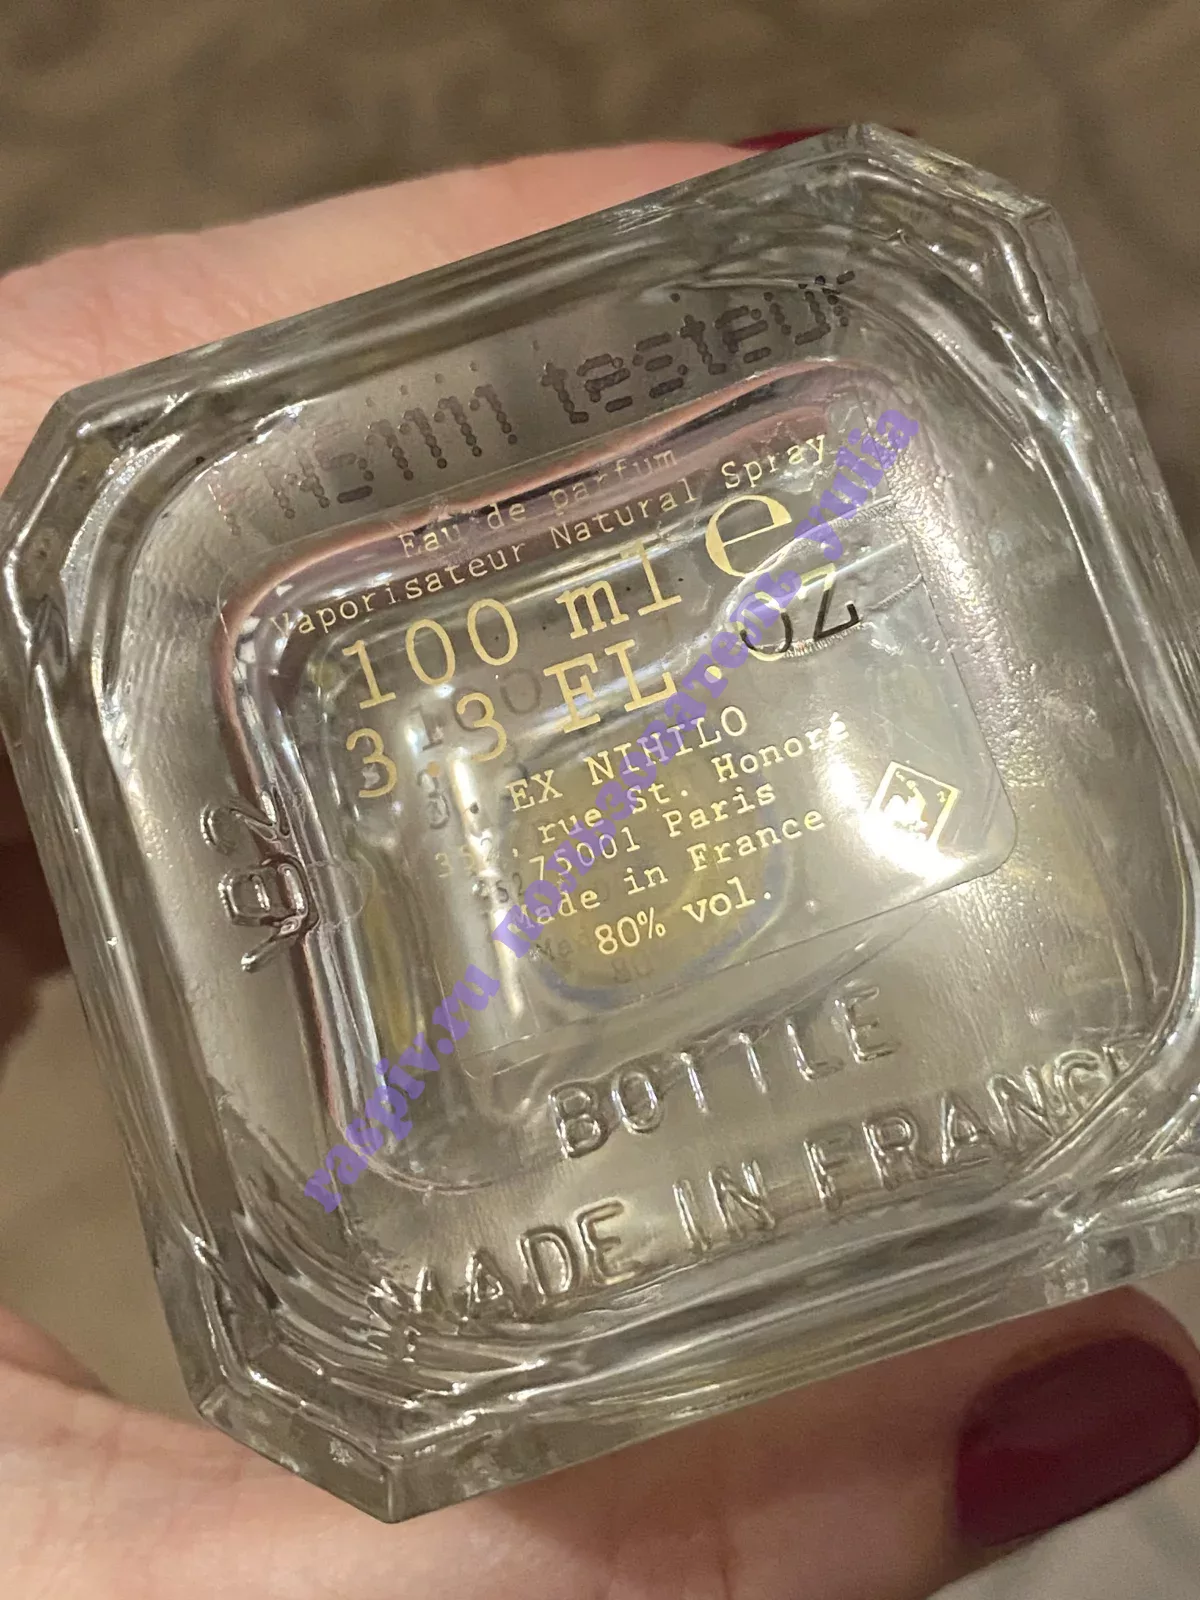 Ns1111 tester
Eau de parfum
Vaporisateur Natural Spray
100 ml e
3.3 FL. OZ
EX NIHILO
352, rue St. Honoré
75001 Paris
Made in France
80% vol.
BOTTLE
MADE IN FRANCE